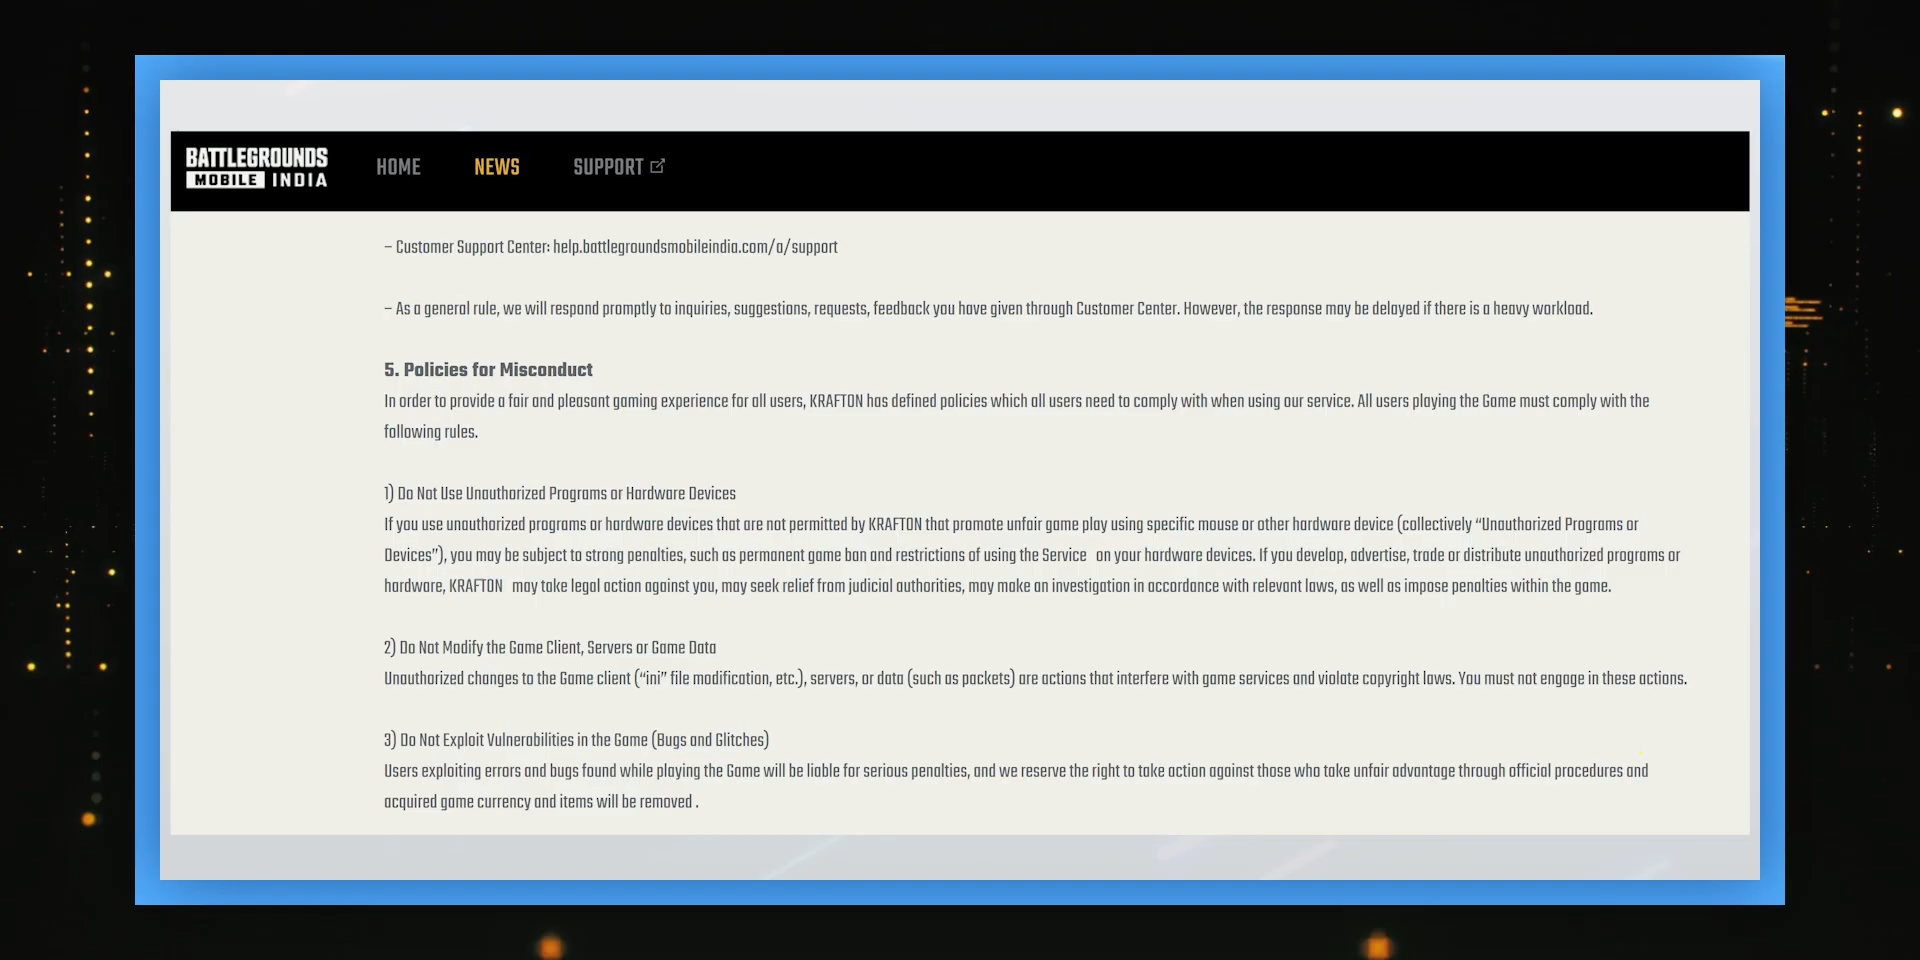 BATTLEGROUNDS
MOBILE INDIA
HOME NEWS SUPPORT
– Customer Support Center: help.battlegroundsmobileindia.com/a/support
– As a general rule, we will respond promptly to inquiries, suggestions, requests, feedback you have given through Customer Center. However, the response may be delayed if there is a heavy workload.
5. Policies for Misconduct
In order to provide a fair and pleasant gaming experience for all users, KRAFTON has defined policies which all users need to comply with when using our service. All users playing the Game must comply with the
following rules.
1) Do Not Use Unauthorized Programs or Hardware Devices
If you use unauthorized programs or hardware devices that are not permitted by KRAFTON that promote unfair game play using specific mouse or other hardware device (collectively “Unauthorized Programs or
Devices”), you may be subject to strong penalties, such as permanent game ban and restrictions of using the Service on your hardware devices. If you develop, advertise, trade or distribute unauthorized programs or
hardware, KRAFTON may take legal action against you, may seek relief from judicial authorities, may make an investigation in accordance with relevant laws, as well as impose penalties within the game.
2) Do Not Modify the Game Client, Servers or Game Data
Unauthorized changes to the Game client (“ini” file modification, etc.), servers, or data (such as packets) are actions that interfere with game services and violate copyright laws. You must not engage in these actions.
3) Do Not Exploit Vulnerabilities in the Game (Bugs and Glitches)
Users exploiting errors and bugs found while playing the Game will be liable for serious penalties, and we reserve the right to take action against those who take unfair advantage through official procedures and
acquired game currency and items will be removed .